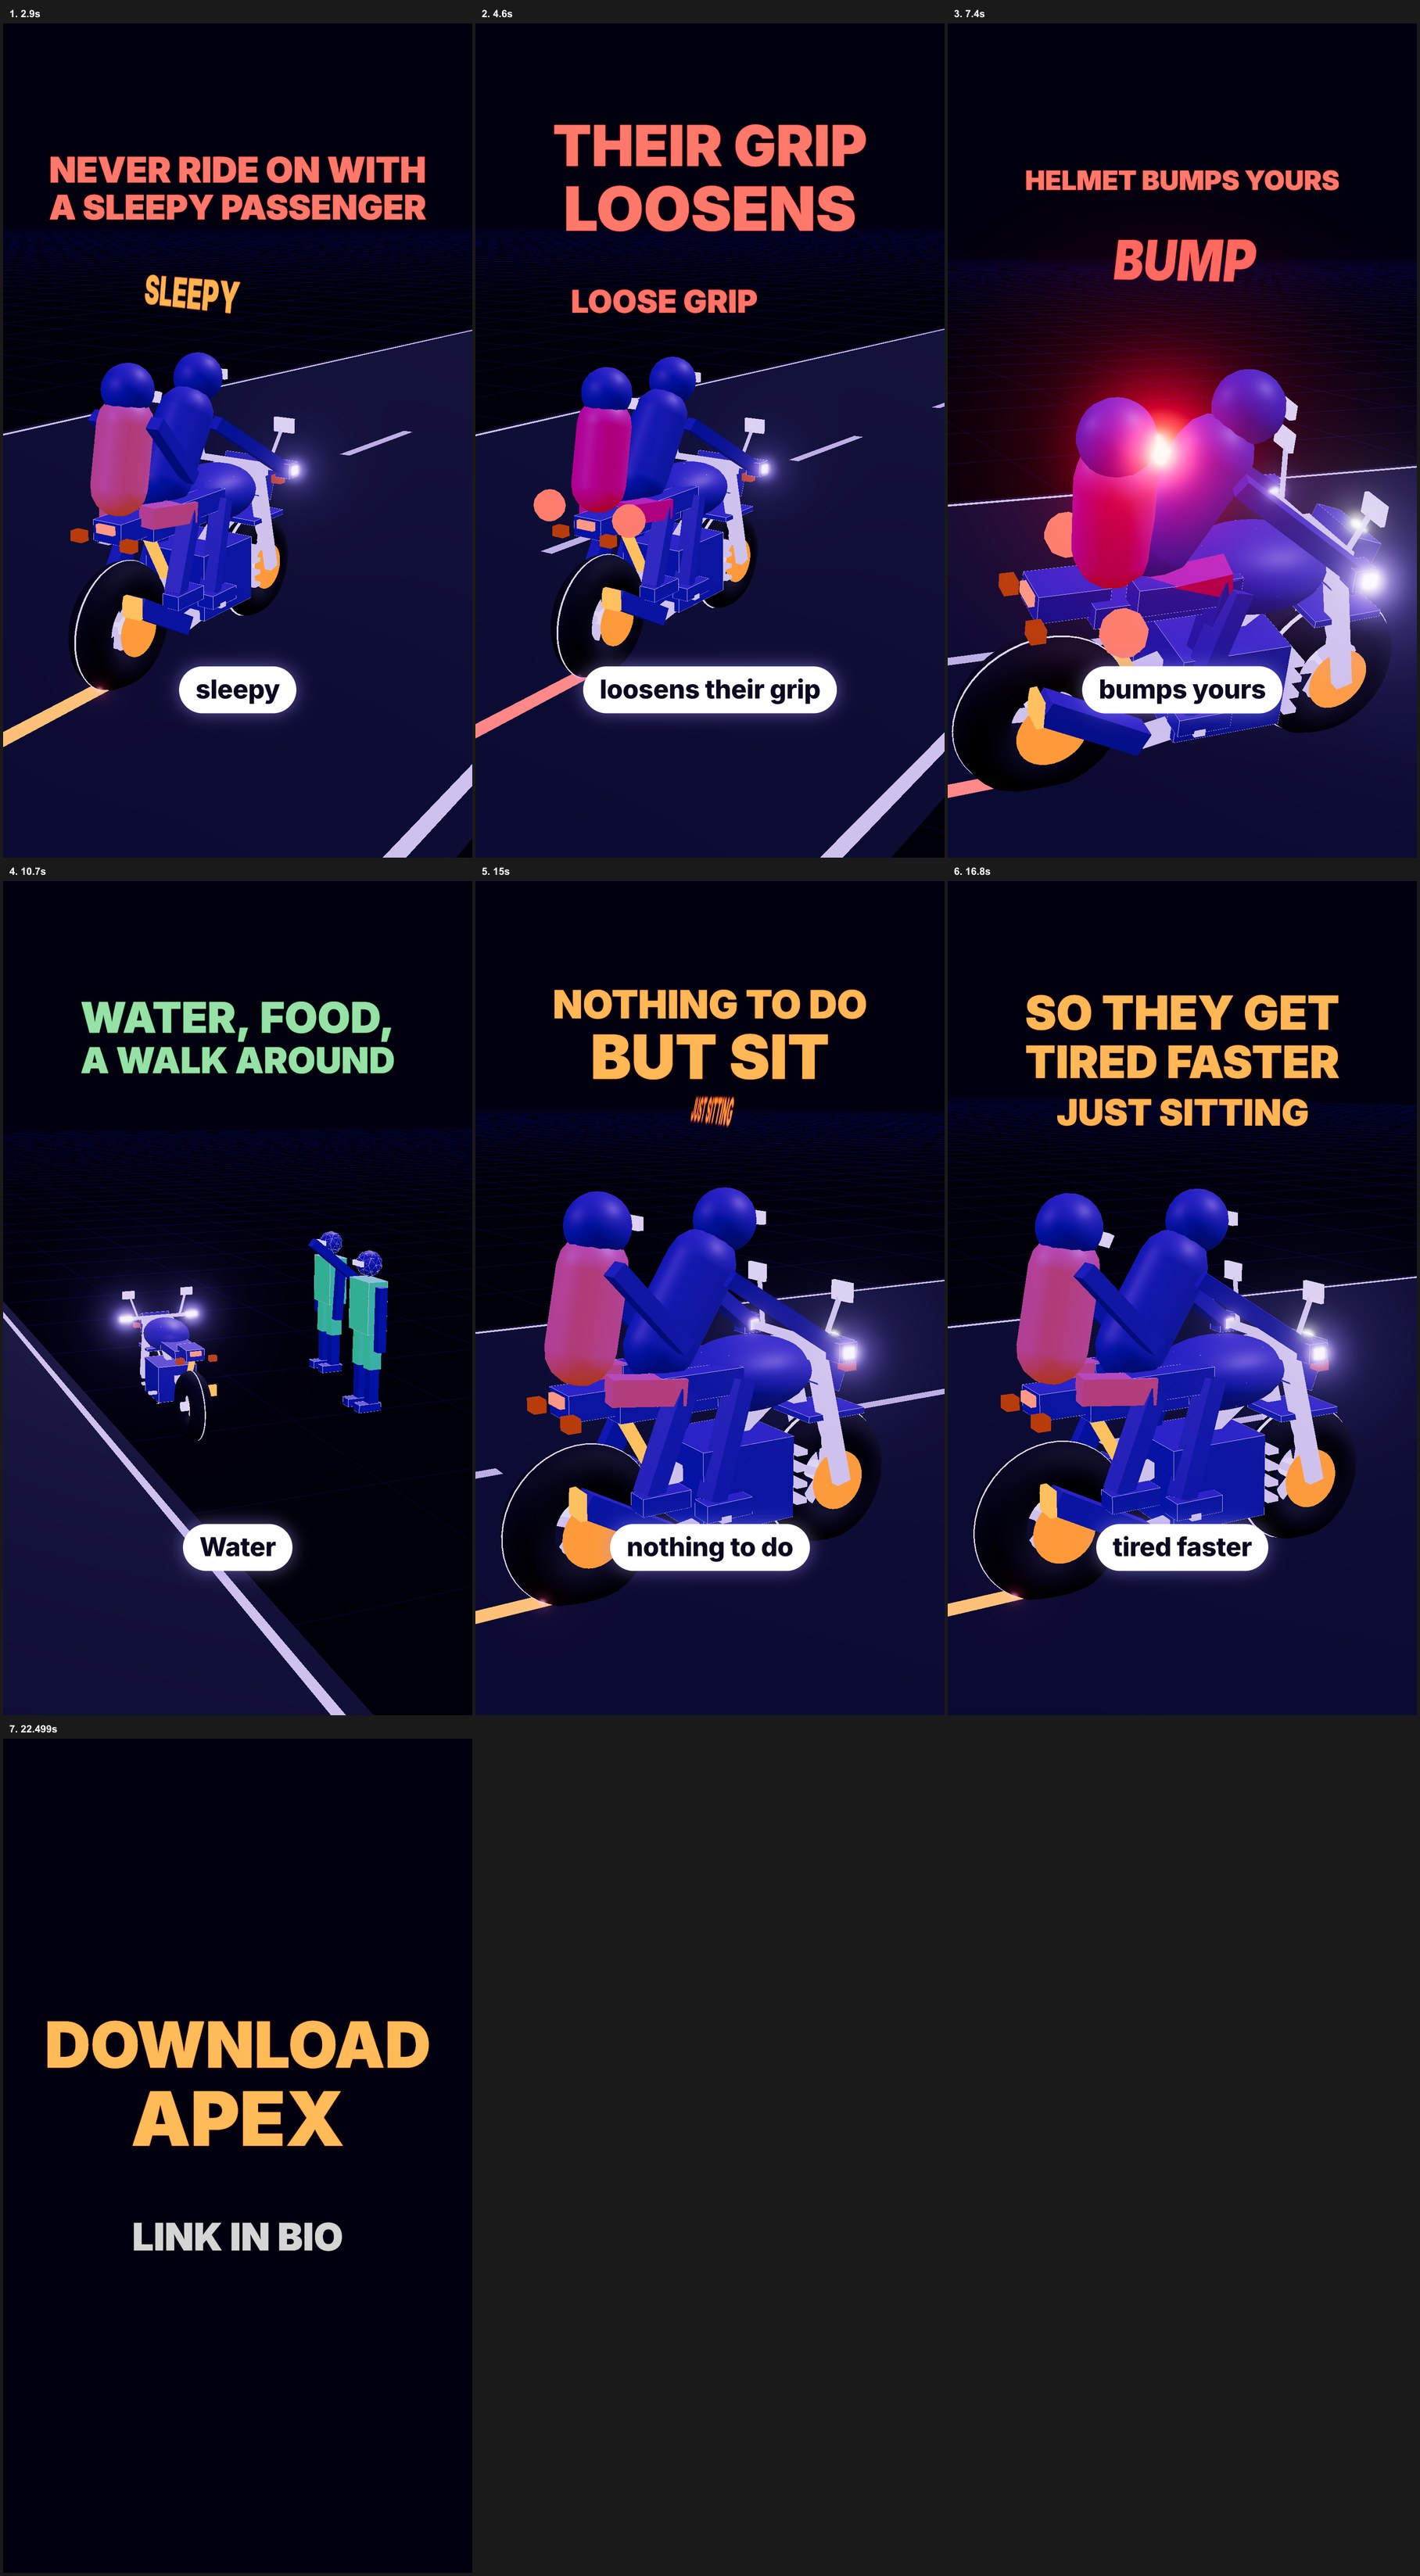 1. 2.9s
NEVER RIDE ON WITH
A SLEEPY PASSENGER
SLEEPY
sleepy
2. 4.6s
THEIR GRIP
LOOSENS
LOOSE GRIP
loosens their grip
3. 7.4s
HELMET BUMPS YOURS
BUMP
bumps yours
4. 10.7s
WATER, FOOD,
A WALK AROUND
Water
5. 15s
NOTHING TO DO
BUT SIT
JUST SITTING
nothing to do
6. 16.8s
SO THEY GET
TIRED FASTER
JUST SITTING
tired faster
7. 22.499s
DOWNLOAD
APEX
LINK IN BIO